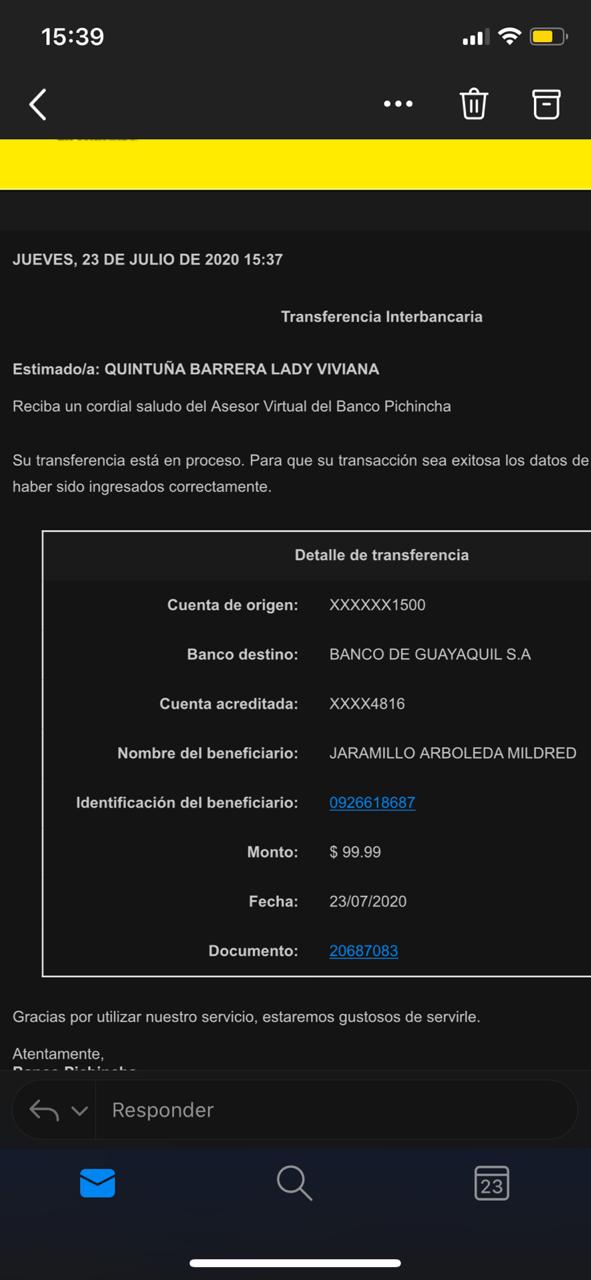 15:39
JUEVES, 23 DE JULIO DE 2020 15:37
Transferencia Interbancaria
Estimado/a: QUINTUÑA BARRERA LADY VIVIANA
Reciba un cordial saludo del Asesor Virtual del Banco Pichincha
Su transferencia está en proceso. Para que su transacción sea exitosa los datos de
haber sido ingresados correctamente.
Detalle de transferencia
Cuenta de origen: XXXXXX1500
Banco destino: BANCO DE GUAYAQUIL S.A
Cuenta acreditada: XXXX4816
Nombre del beneficiario: JARAMILLO ARBOLEDA MILDRED
Identificación del beneficiario: 0926618687
Monto: $ 99.99
Fecha: 23/07/2020
Documento: 20687083
Gracias por utilizar nuestro servicio, estaremos gustosos de servirle.
Atentamente,
Banco Pichincha
Responder
23